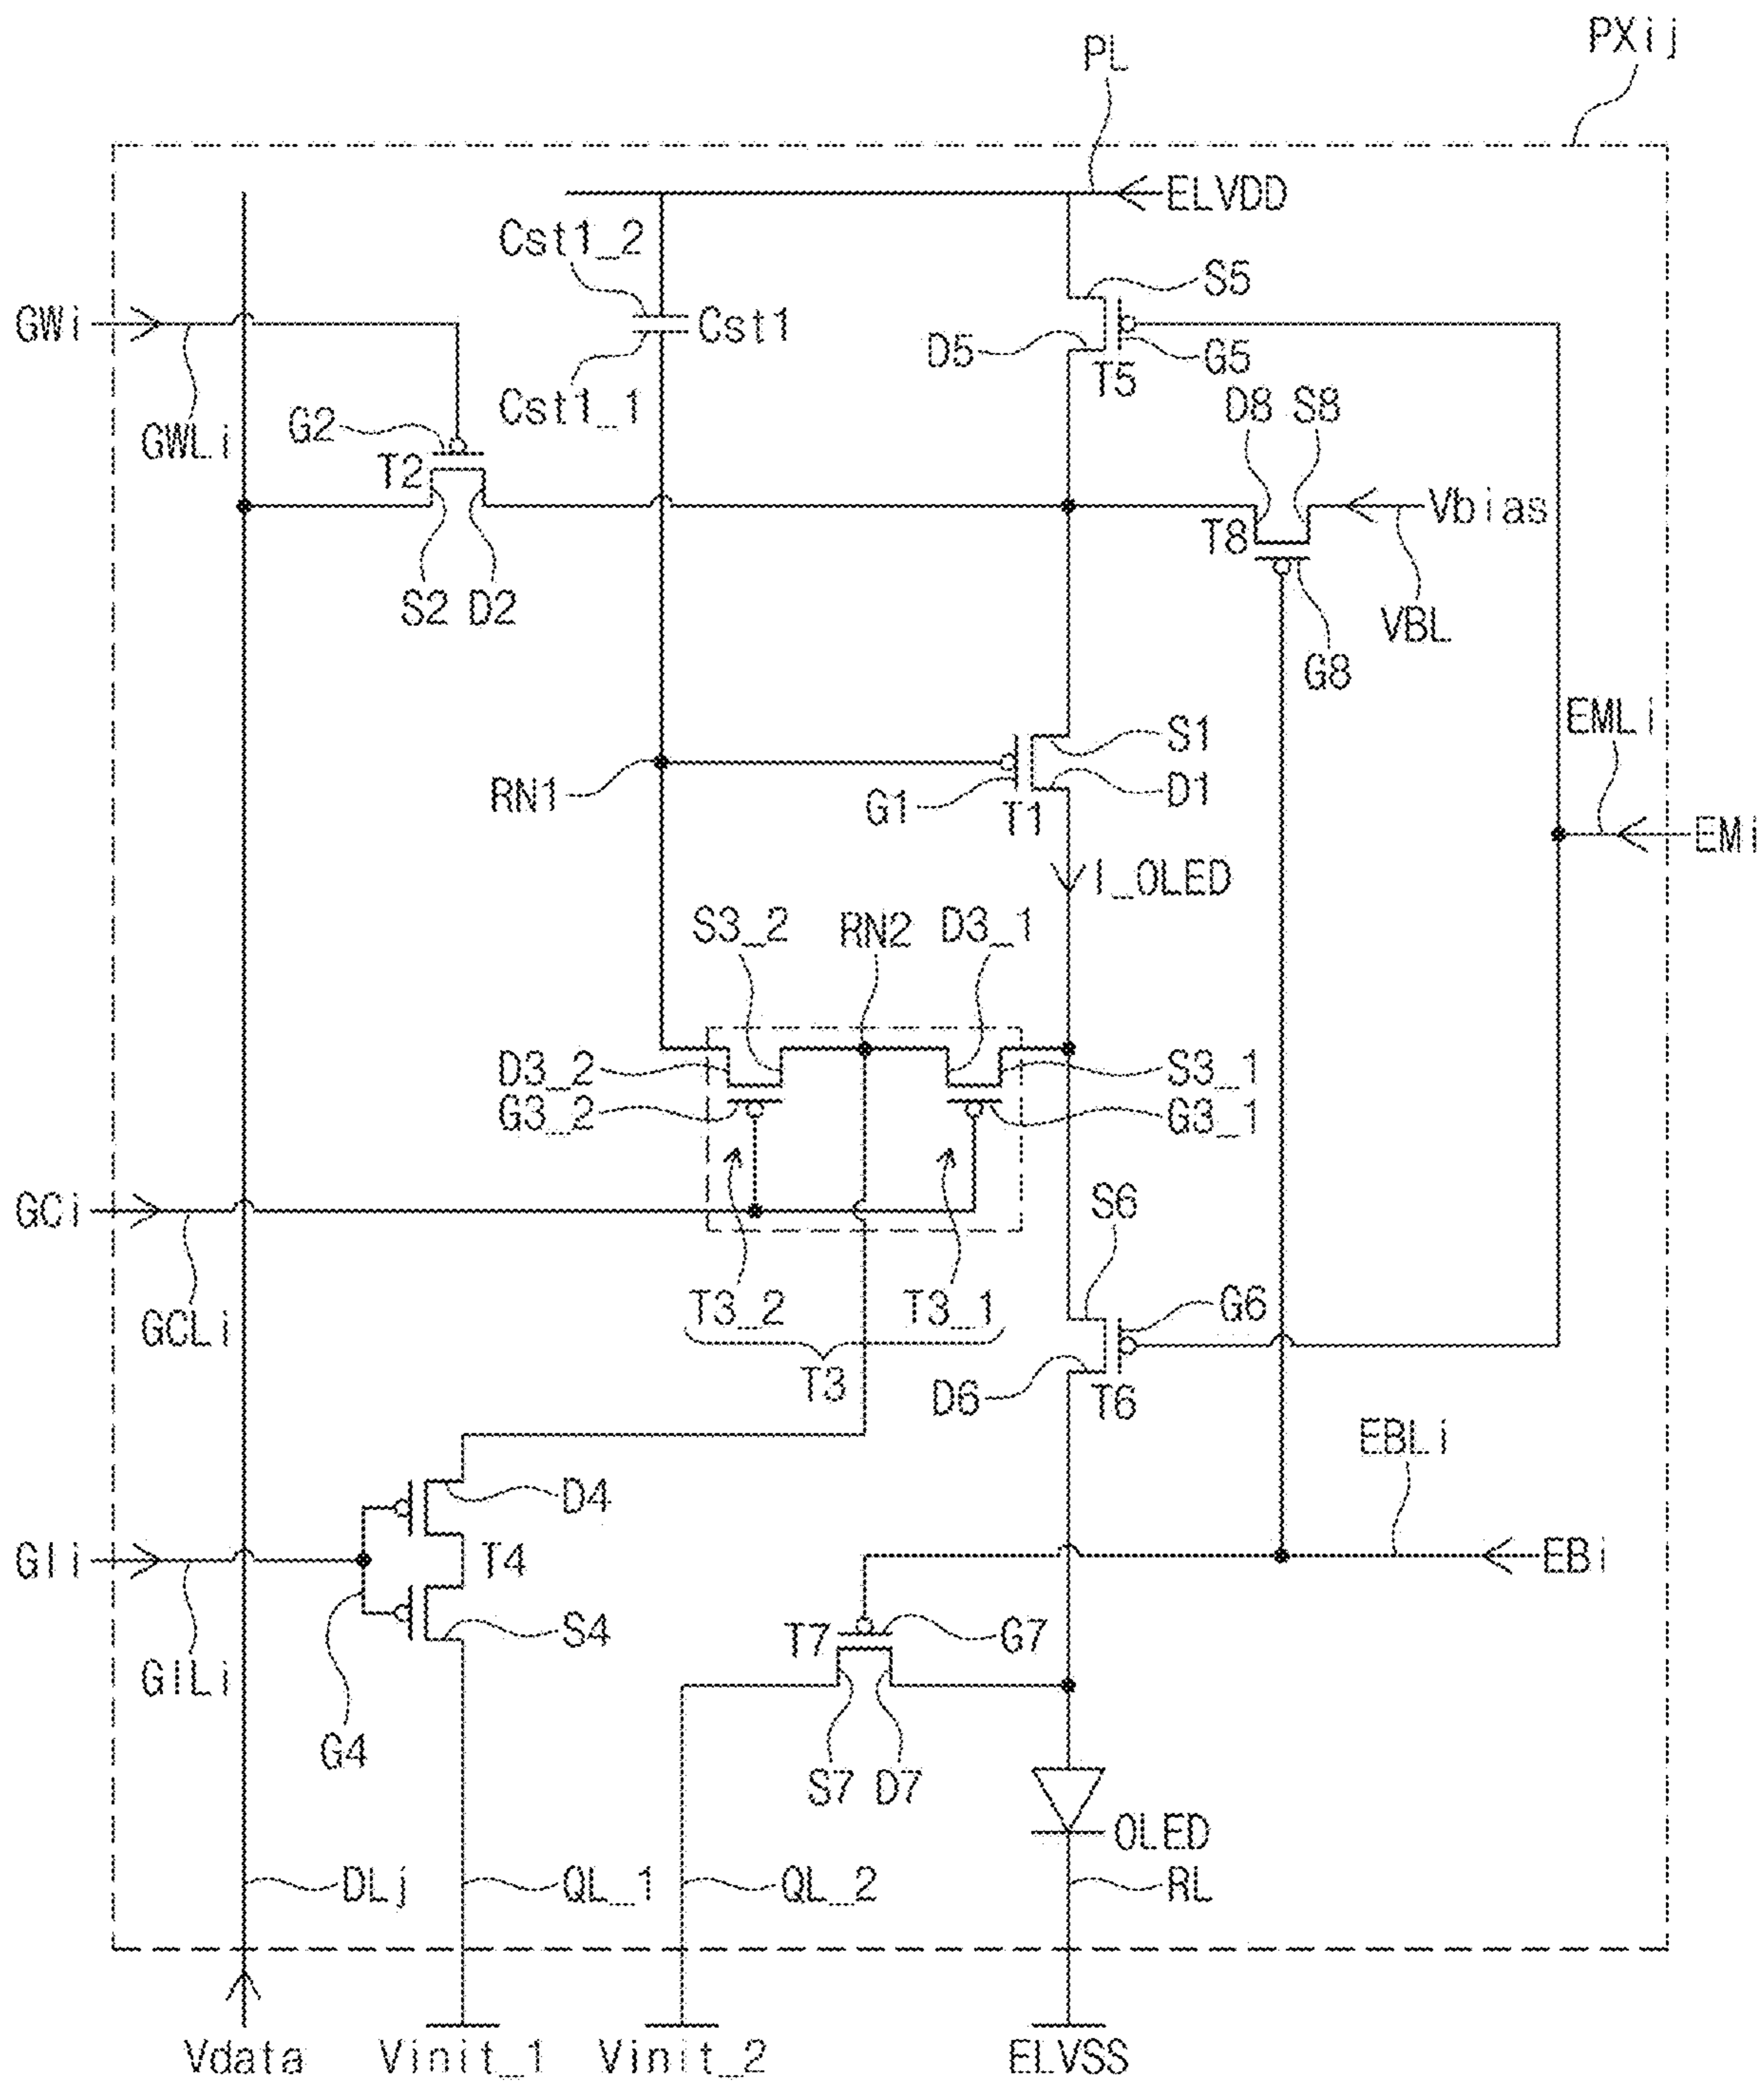 PXij
PL
ELVDD
Cst1_2
S5
GWi
Cst1
D5
G5
T5
Cst1_1
D8 S8
G2
GWLi
T2
Vbias
T8
S2 D2
VBL
G8
EMLi
S1
RN1
G1
D1
T1
EMi
I_OLED
S3_2
RN2
D3_1
D3_2
S3_1
G3_2
G3_1
GCi
S6
T3_2
T3_1
G6
GCLi
T3
D6
T6
EBLi
D4
GIi
T4
EBi
S4
T7
G7
GILi
G4
S7 D7
OLED
DLj
QL_1
QL_2
RL
Vdata
Vinit_1
Vinit_2
ELVSS